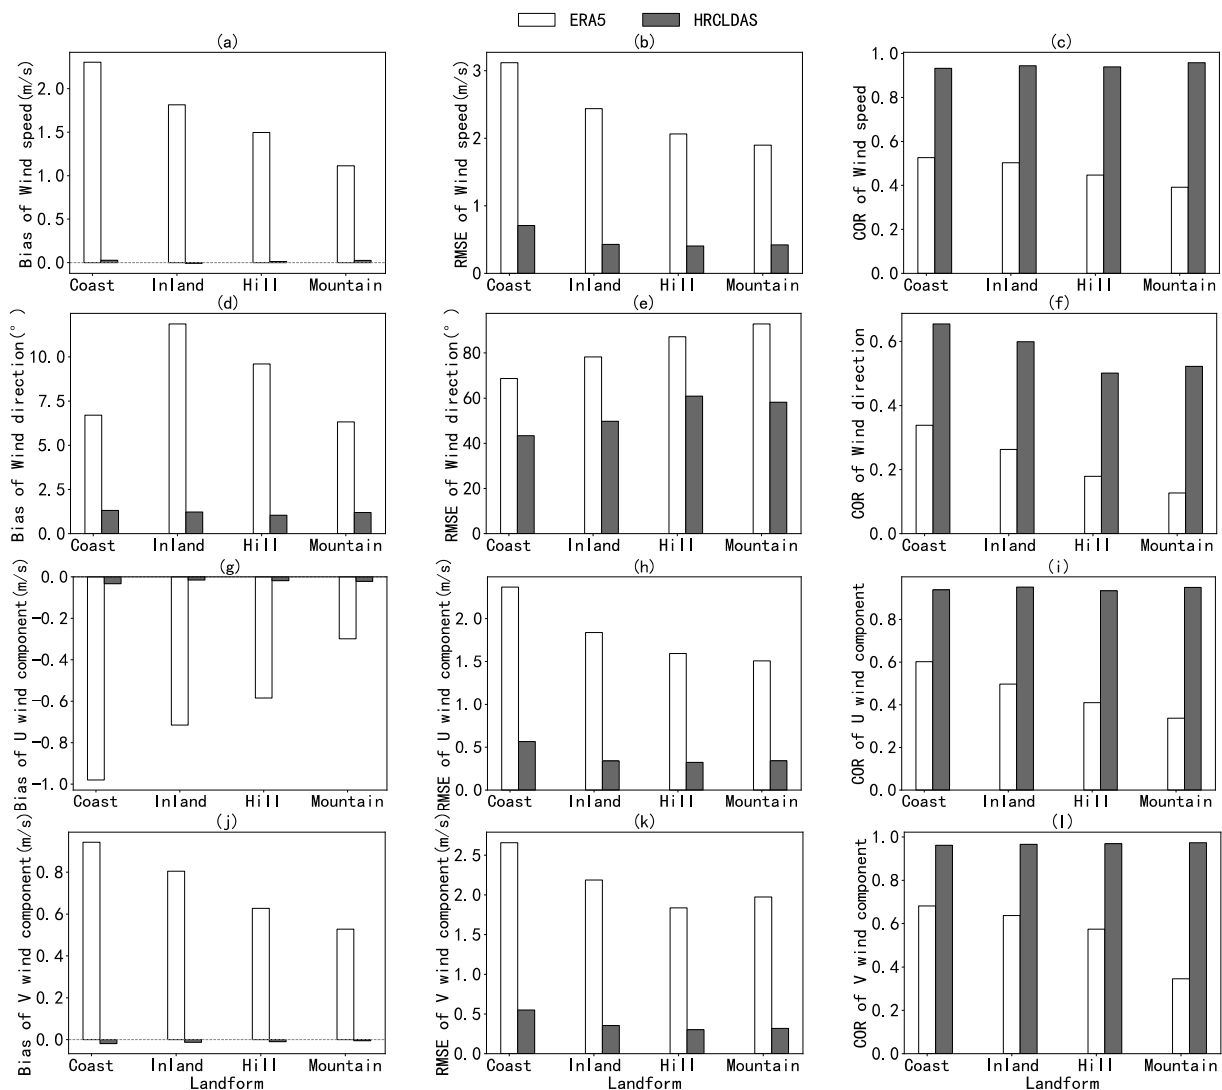 ERA5 HRCLDAS
(a) (b) (c)
Bias of Wind speed(m/s)
2.0
1.5
1.0
0.5
0.0
Coast Inland Hill Mountain
RMSE of Wind speed(m/s)
3
2
1
0
Coast Inland Hill Mountain
COR of Wind speed
1.0
0.8
0.6
0.4
0.2
0.0
Coast Inland Hill Mountain
(d) (e) (f)
Bias of Wind direction(°)
10.0
7.5
5.0
2.5
0.0
Coast Inland Hill Mountain
RMSE of Wind direction(°)
80
60
40
20
0
Coast Inland Hill Mountain
COR of Wind direction
0.6
0.4
0.2
0.0
Coast Inland Hill Mountain
(g) (h) (i)
Bias of U wind component(m/s)
0.0
−0.2
−0.4
−0.6
−0.8
−1.0
Coast Inland Hill Mountain
RMSE of U wind component(m/s)
2.0
1.5
1.0
0.5
0.0
Coast Inland Hill Mountain
COR of U wind component
0.8
0.6
0.4
0.2
0.0
Coast Inland Hill Mountain
(j) (k) (l)
Bias of V wind component(m/s)
0.8
0.6
0.4
0.2
0.0
Coast Inland Hill Mountain
Landform
RMSE of V wind component(m/s)
2.5
2.0
1.5
1.0
0.5
0.0
Coast Inland Hill Mountain
Landform
COR of V wind component
1.0
0.8
0.6
0.4
0.2
0.0
Coast Inland Hill Mountain
Landform